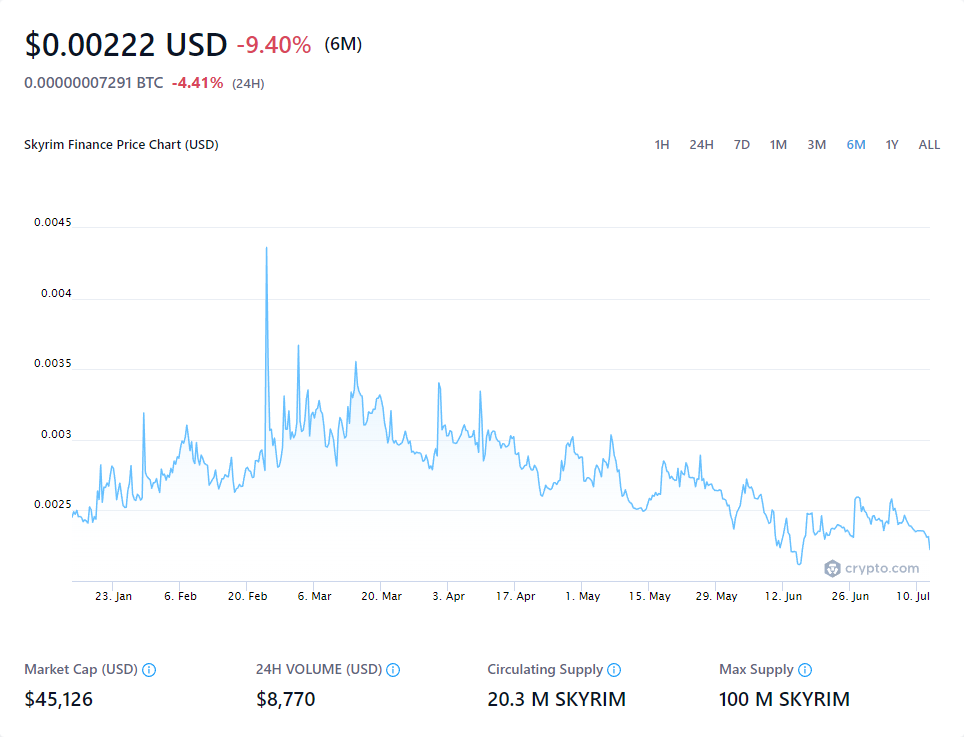 $0.00222 USD -9.40% (6M)
0.00000007291 BTC -4.41% (24H)
Skyrim Finance Price Chart (USD) 1H 24H 7D 1M 3M 6M 1Y ALL
0.0045
0.004
0.0035
0.003
0.0025
crypto.com
23. Jan 6. Feb 20. Feb 6. Mar 20. Mar 3. Apr 17. Apr 1. May 15. May 29. May 12. Jun 26. Jun 10. Jul
Market Cap (USD) 24H VOLUME (USD) Circulating Supply Max Supply
$45,126 $8,770 20.3 M SKYRIM 100 M SKYRIM